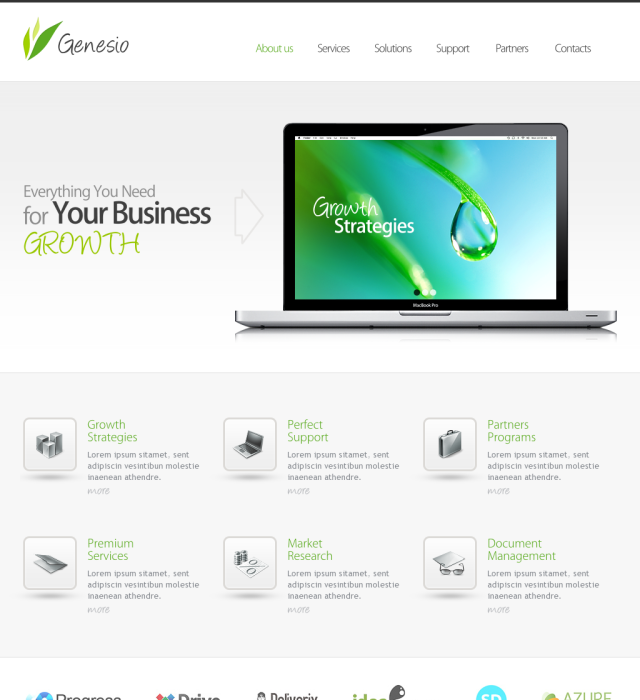 Genesio
About us Services Solutions Support Partners Contacts
Everything You Need
for Your Business
GROWTH
Growth
Strategies
MacBook Pro
Growth
Strategies
Lorem ipsum sitamet, sent
adipiscin vesintibun molestie
inaenean athendre.
more
Perfect
Support
Lorem ipsum sitamet, sent
adipiscin vesintibun molestie
inaenean athendre.
more
Partners
Programs
Lorem ipsum sitamet, sent
adipiscin vesintibun molestie
inaenean athendre.
more
Premium
Services
Lorem ipsum sitamet, sent
adipiscin vesintibun molestie
inaenean athendre.
more
Market
Research
Lorem ipsum sitamet, sent
adipiscin vesintibun molestie
inaenean athendre.
more
Document
Management
Lorem ipsum sitamet, sent
adipiscin vesintibun molestie
inaenean athendre.
more
Progress Drive Deliverix idea SD AZURE